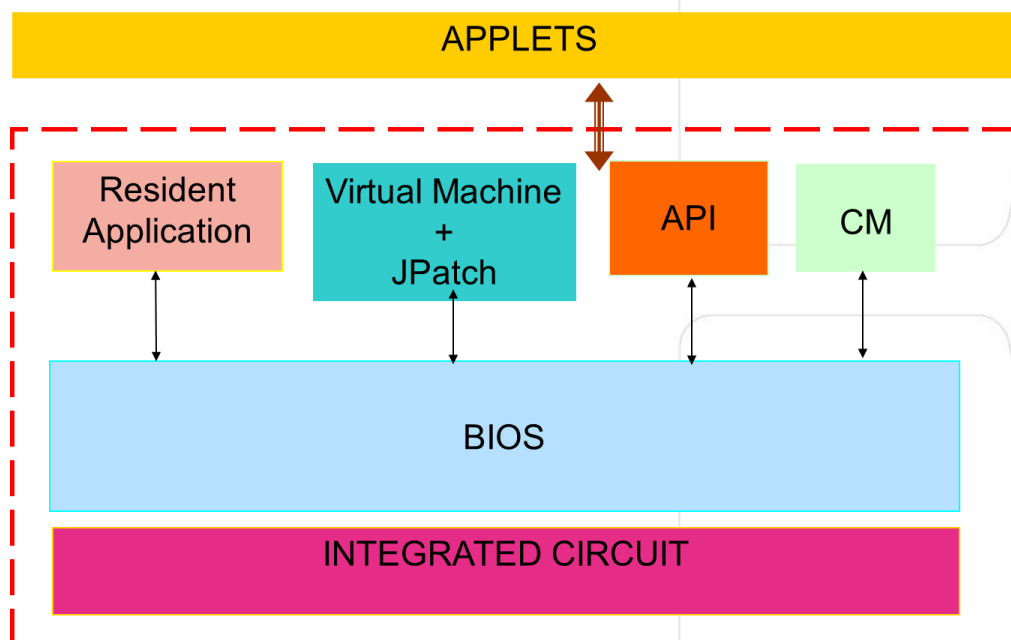 APPLETS
Resident
Application
Virtual Machine
+
JPatch
API
CM
BIOS
INTEGRATED CIRCUIT